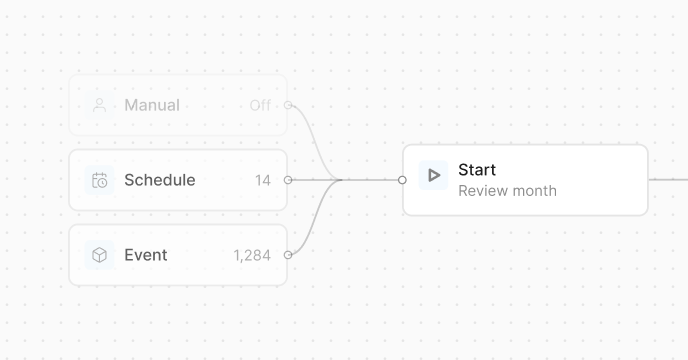 Manual Off
Schedule 14
Event 1,284
Start
Review month